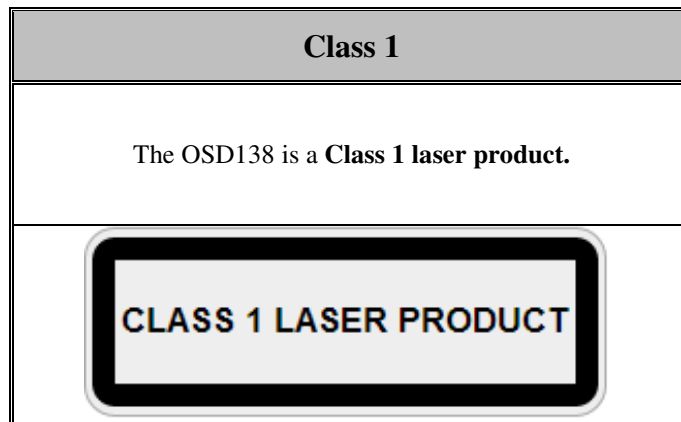 Class 1
The OSD138 is a Class 1 laser product.
CLASS 1 LASER PRODUCT